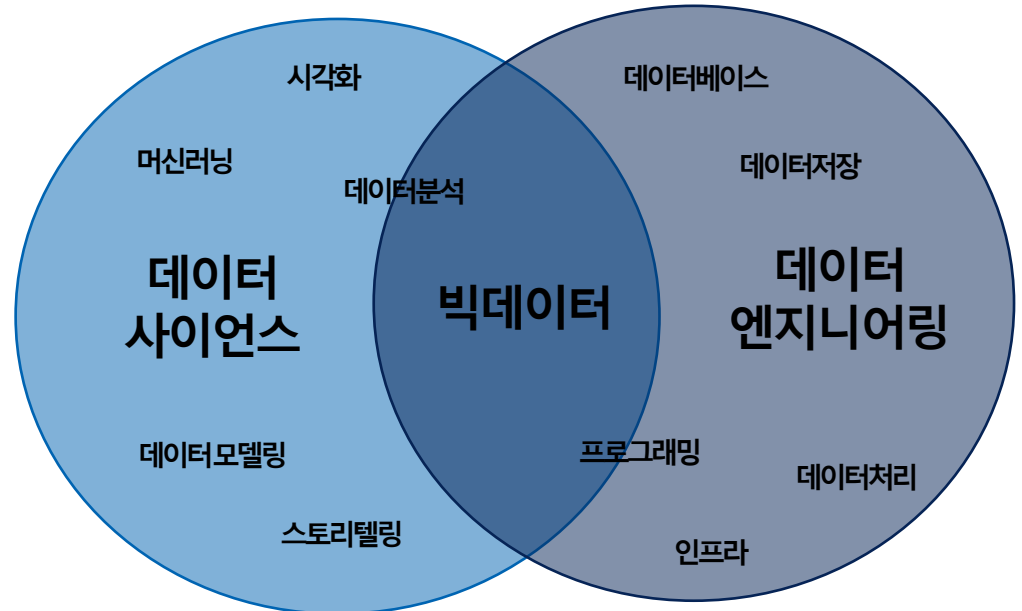 시각화
데이터베이스
머신러닝
데이터저장
데이터분석
데이터
사이언스
빅데이터
데이터
엔지니어링
데이터 모델링
프로그래밍
데이터처리
스토리텔링
인프라